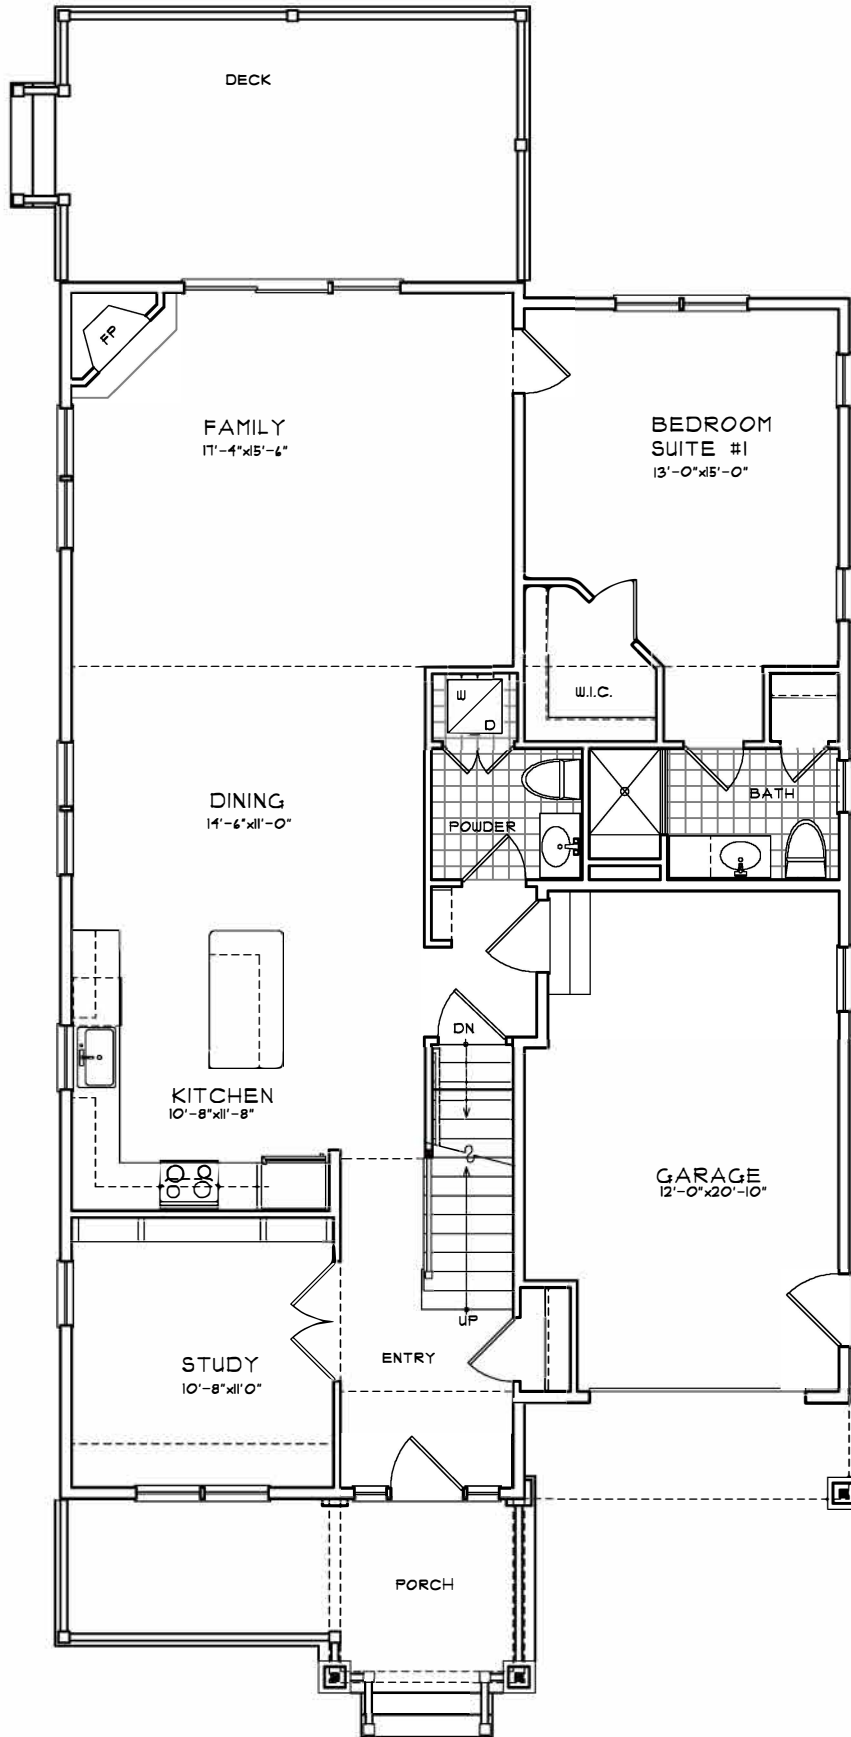 DECK
FP
FAMILY
17'-4"x15'-6"
BEDROOM
SUITE #1
13'-0"x15'-0"
W
D
W.I.C.
DINING
14'-6"x11'-0"
POWDER
BATH
DN
KITCHEN
10'-8"x11'-8"
GARAGE
12'-0"x20'-10"
UP
ENTRY
STUDY
10'-8"x11'0"
PORCH